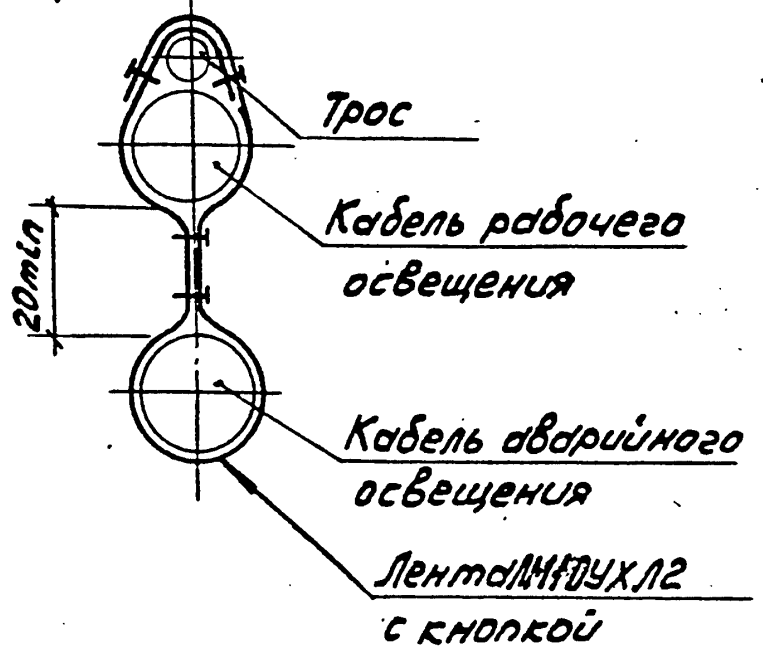 Трос
Кабель рабочего
освещения
20min
Кабель аварийного
освещения
Лента
с кнопкой